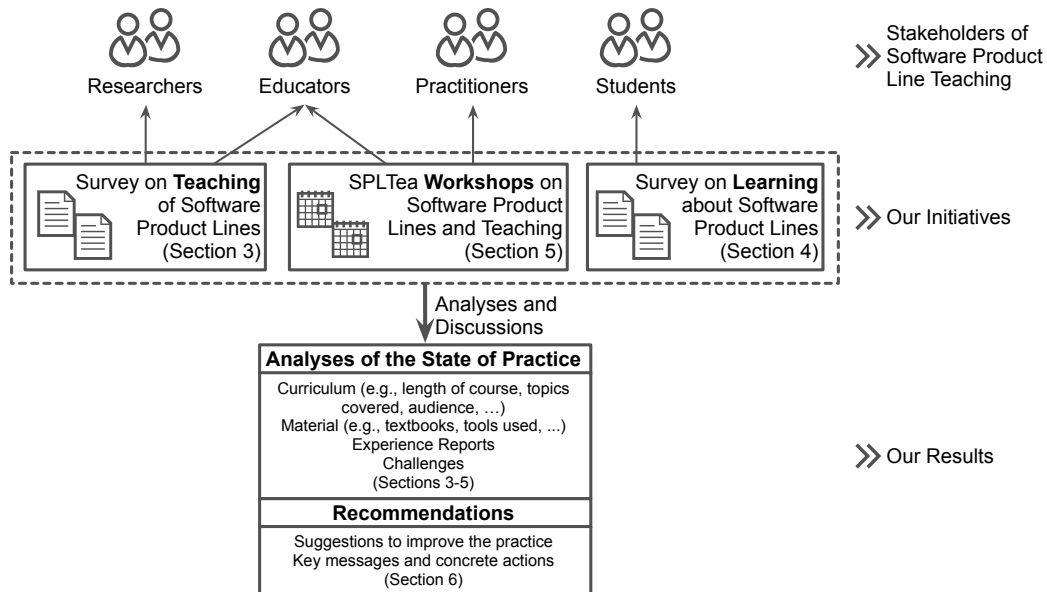 Researchers
Educators
Practitioners
Students
Stakeholders of
Software Product
Line Teaching
Survey on Teaching
of Software
Product Lines
(Section 3)
SPLTea Workshops on
Software Product
Lines and Teaching
(Section 5)
Survey on Learning
about Software
Product Lines
(Section 4)
Our Initiatives
Analyses and
Discussions
Analyses of the State of Practice
Curriculum (e.g., length of course, topics
covered, audience, …)
Material (e.g., textbooks, tools used, ...)
Experience Reports
Challenges
(Sections 3-5)
Our Results
Recommendations
Suggestions to improve the practice
Key messages and concrete actions
(Section 6)